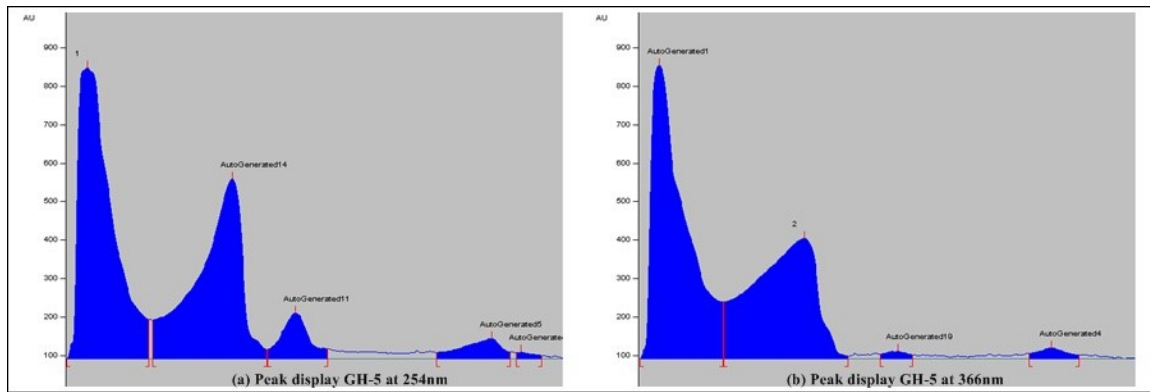 AU
1
900
800
700
600
AutoGenerated14
500
400
300
AutoGenerated11
200
AutoGenerated5
100
(a) Peak display GH-5 at 254nm
AU
AutoGenerated1
900
800
700
600
500
400
2
300
200
AutoGenerated19
AutoGenerated4
100
(b) Peak display GH-5 at 366nm